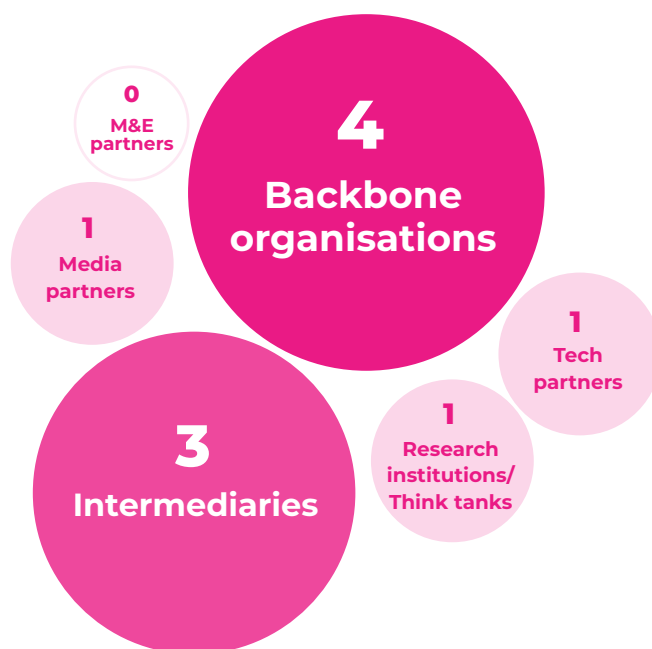 0
M&E
partners
4
Backbone
organisations
1
Media
partners
1
Tech
partners
3
Intermediaries
1
Research
institutions/
Think tanks